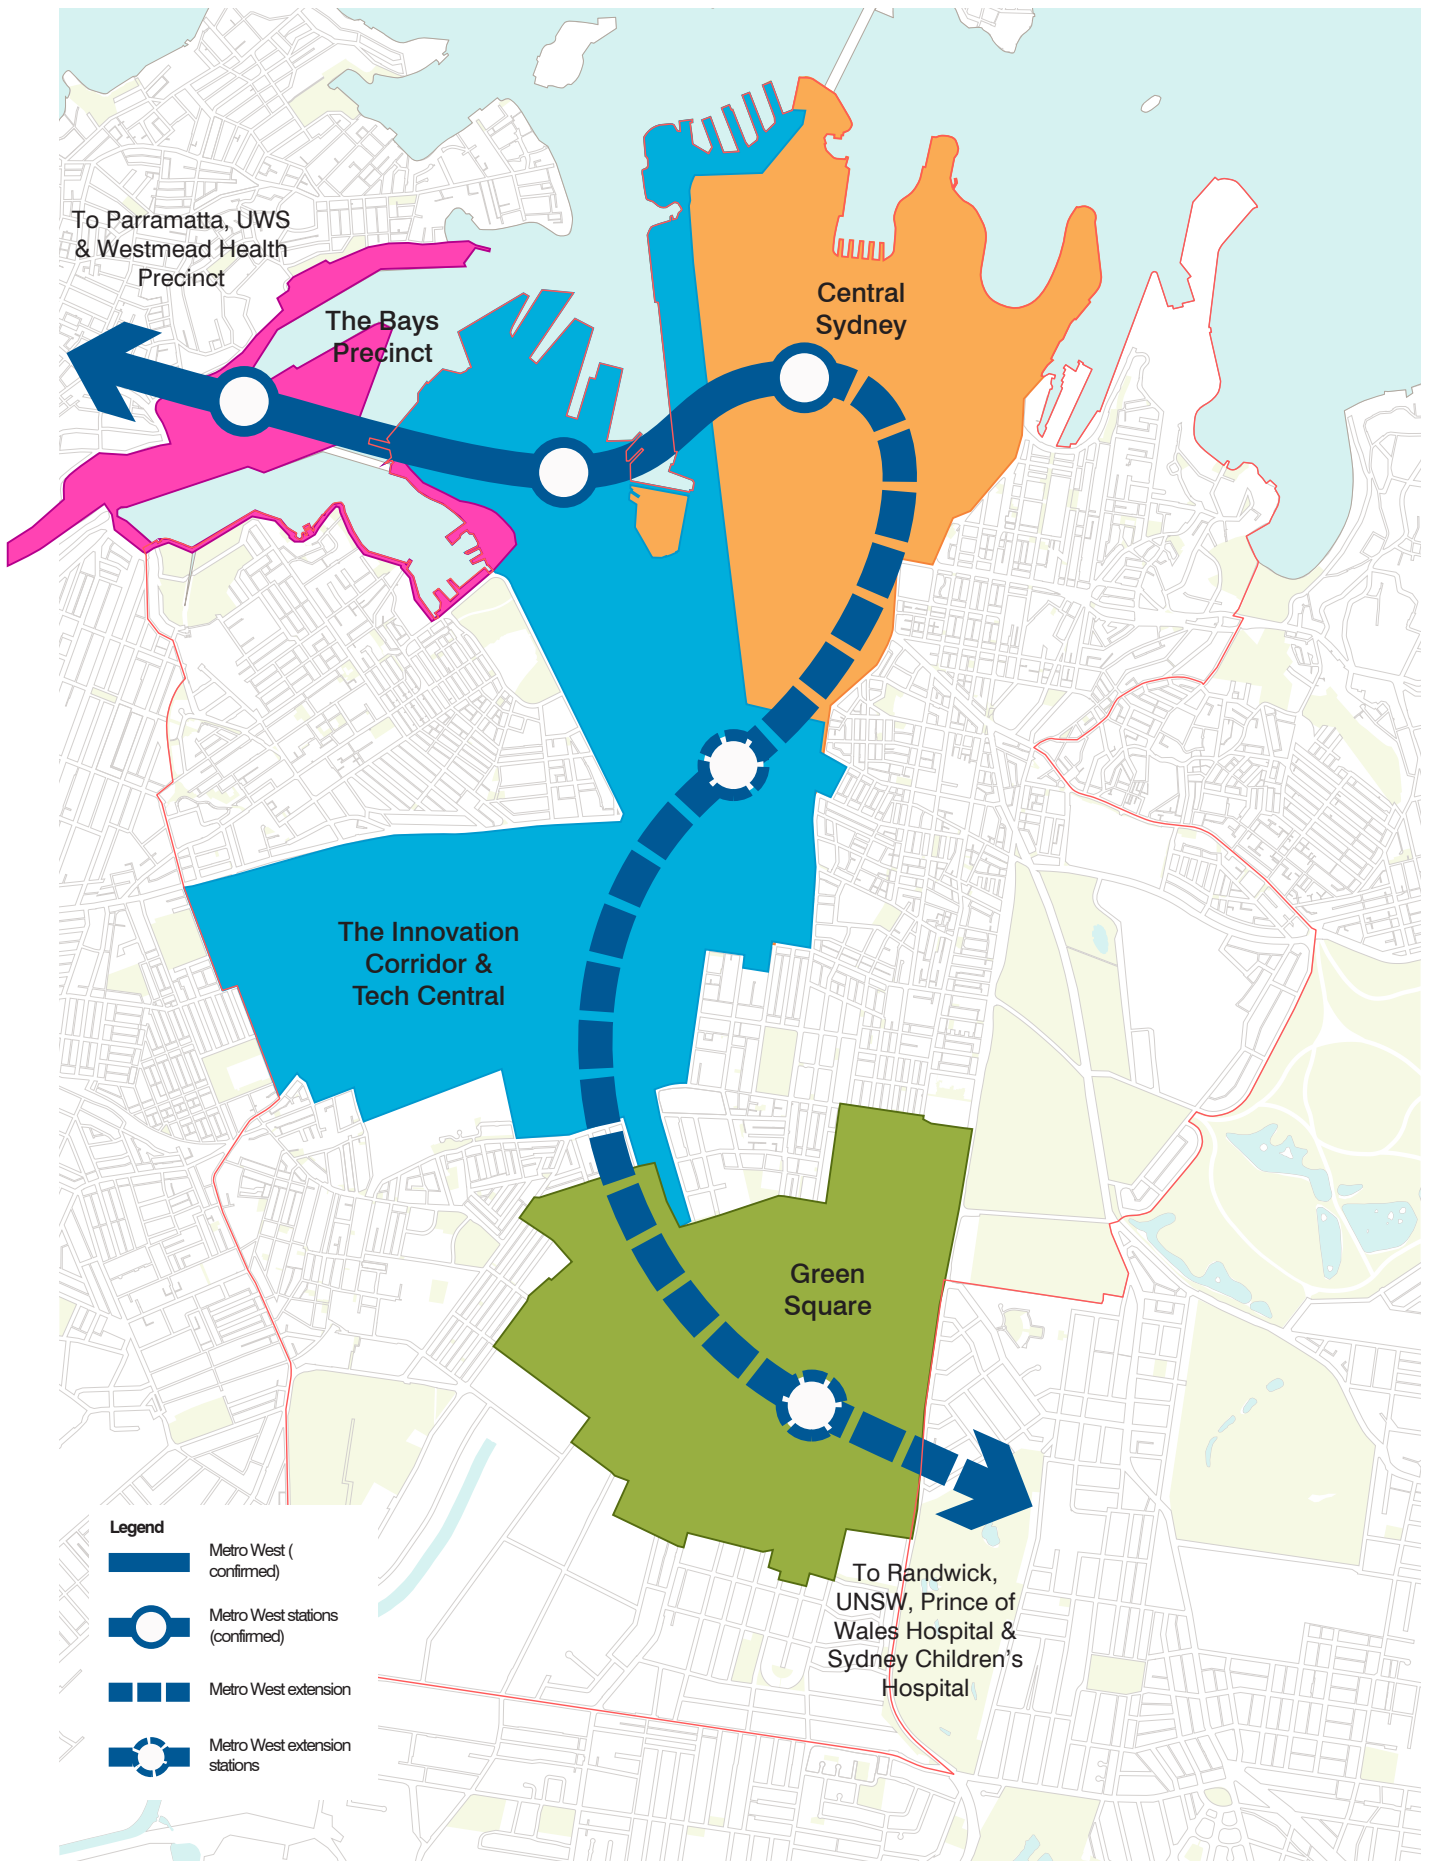 To Parramatta, UWS
& Westmead Health
Precinct
The Bays
Precinct
Central
Sydney
The Innovation
Corridor &
Tech Central
Green
Square
To Randwick,
UNSW, Prince of
Wales Hospital &
Sydney Children’s
Hospital
Legend
Metro West (
confirmed)
Metro West stations
(confirmed)
Metro West extension
Metro West extension
stations